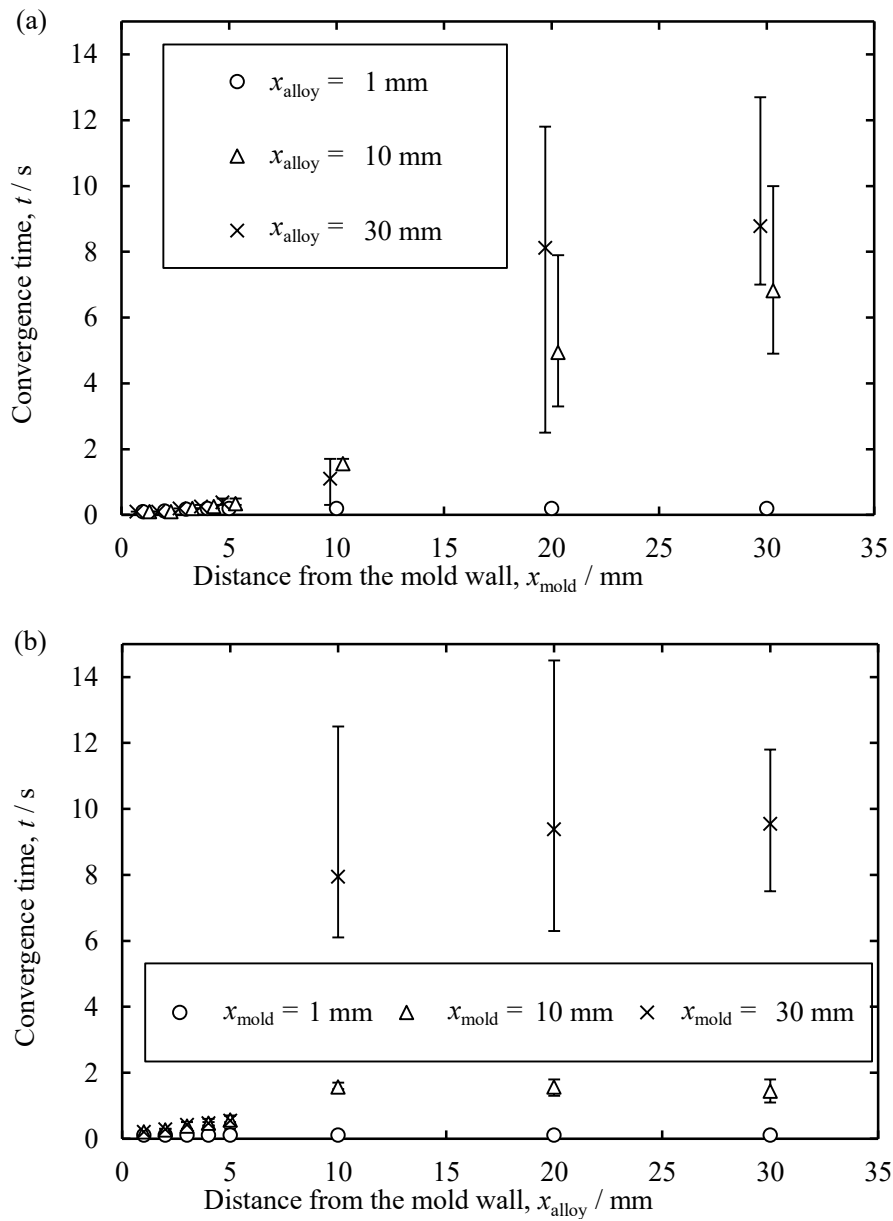 (a)
14
12
10
8
6
4
2
0
Convergence time, t / s
x_alloy = 1 mm
x_alloy = 10 mm
x_alloy = 30 mm
0 5 10 15 20 25 30 35
Distance from the mold wall, x_mold / mm
(b)
14
12
10
8
6
4
2
0
Convergence time, t / s
x_mold = 1 mm x_mold = 10 mm x_mold = 30 mm
0 5 10 15 20 25 30 35
Distance from the mold wall, x_alloy / mm